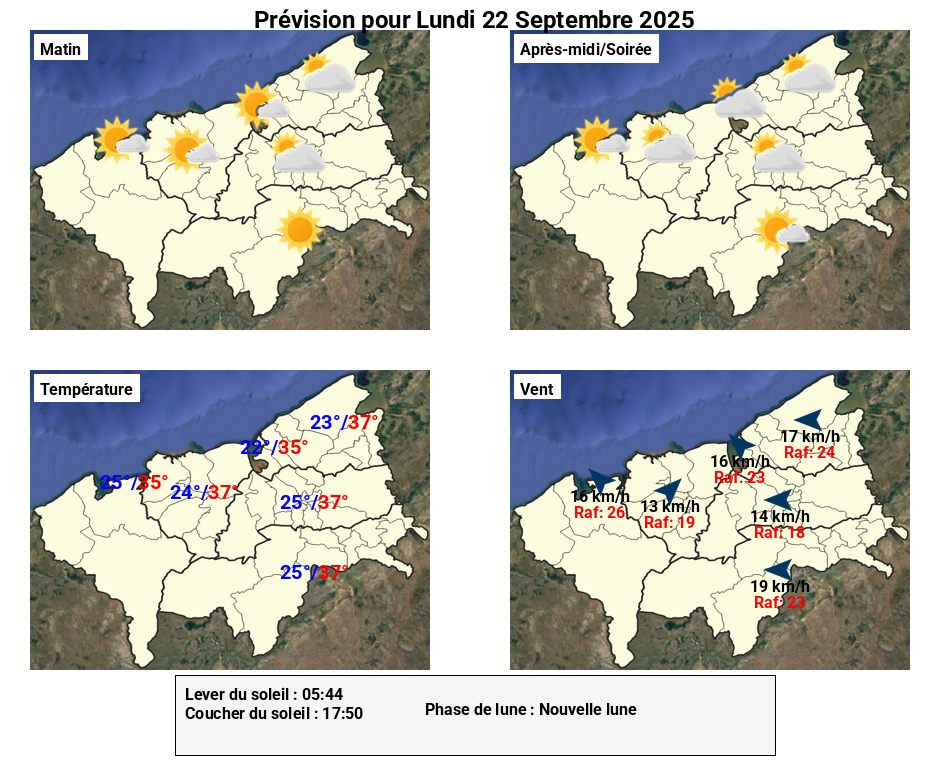 Prévision pour Lundi 22 Septembre 2025
Matin
Après-midi/Soirée
Température
23°/37°
22°/35°
25°/35°
24°/37°
25°/37°
25°/37°
Vent
17 km/h
Raf: 24
16 km/h
Raf: 23
16 km/h
Raf: 26
13 km/h
Raf: 19
14 km/h
Raf: 18
19 km/h
Raf: 23
Lever du soleil : 05:44
Coucher du soleil : 17:50
Phase de lune : Nouvelle lune